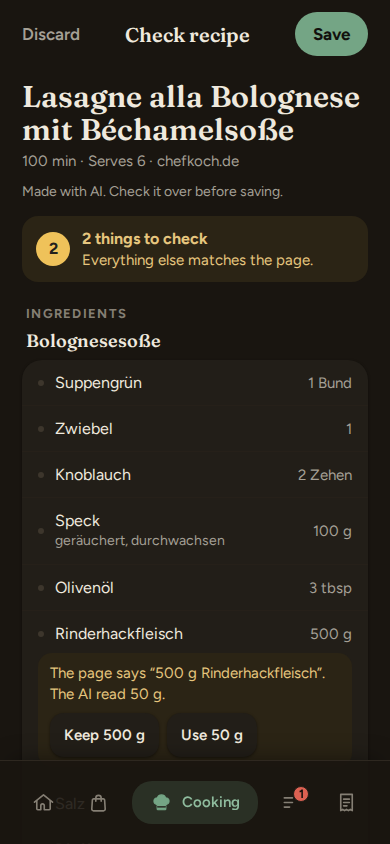 Discard
Check recipe
Save
Lasagne alla Bolognese
mit Béchamelsoße
100 min · Serves 6 · chefkoch.de
Made with AI. Check it over before saving.
2
2 things to check
Everything else matches the page.
INGREDIENTS
Bolognesesoße
Suppengrün 1 Bund
Zwiebel 1
Knoblauch 2 Zehen
Speck 100 g
geräuchert, durchwachsen
Olivenöl 3 tbsp
Rinderhackfleisch 500 g
The page says “500 g Rinderhackfleisch”.
The AI read 50 g.
Keep 500 g Use 50 g
Salz
Cooking
1